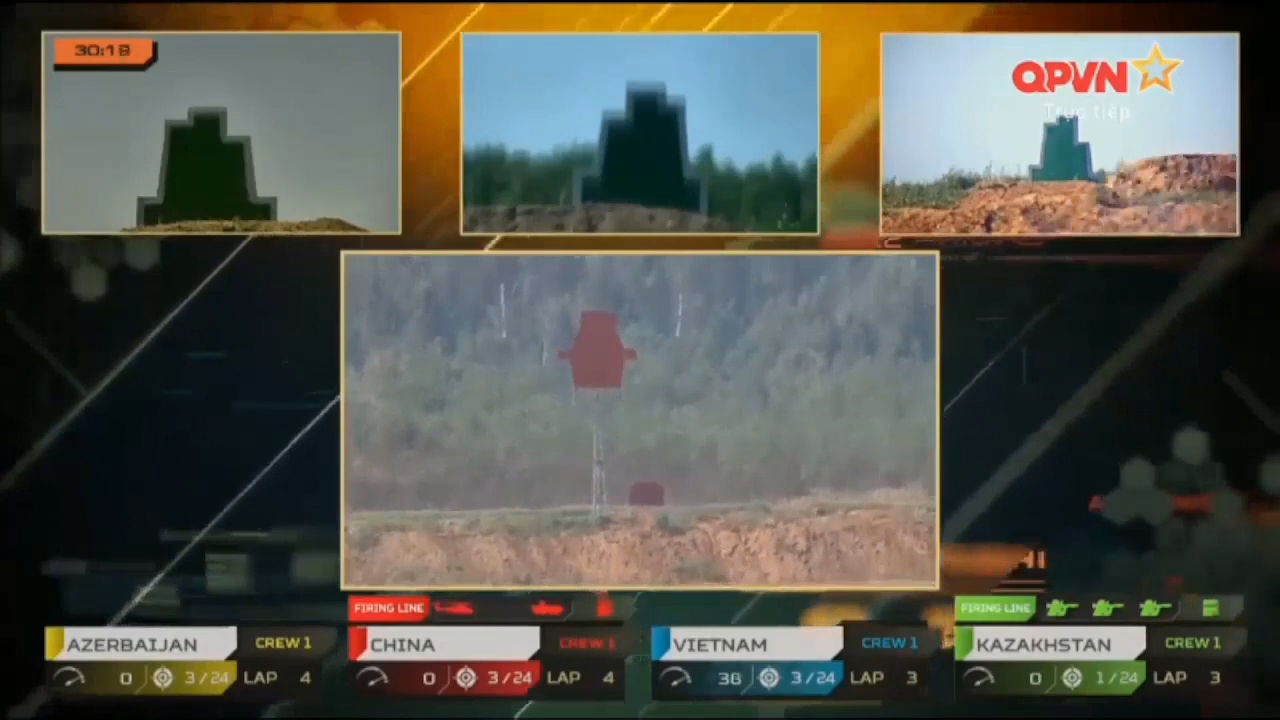 30:18
QPVN
Trực tiếp
FIRING LINE
FIRING LINE
AZERBAIJAN CREW 1
0 3/24 LAP 4
CHINA CREW 1
0 3/24 LAP 4
VIETNAM CREW 1
38 3/24 LAP 3
KAZAKHSTAN CREW 1
0 1/24 LAP 3